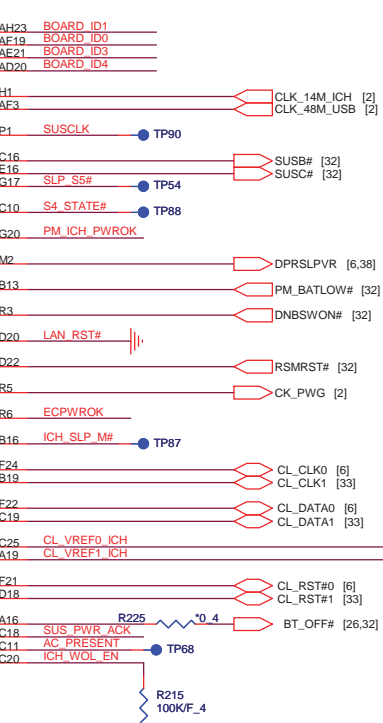 AH23 BOARD_ID1
AF19 BOARD_ID0
AE21 BOARD_ID3
AD20 BOARD_ID4
H1 CLK_14M_ICH [2]
AF3 CLK_48M_USB [2]
P1 SUSCLK TP90
C16 SUSB# [32]
E16 SUSC# [32]
G17 SLP_S5# TP54
C10 S4_STATE# TP88
G20 PM_ICH_PWROK
M2 DPRSLPVR [6,38]
B13 PM_BATLOW# [32]
R3 DNBSWON# [32]
D20 LAN_RST#
D22 RSMRST# [32]
R5 CK_PWG [2]
R6 ECPWROK
B16 ICH_SLP_M# TP87
F24 CL_CLK0 [6]
B19 CL_CLK1 [33]
F22 CL_DATA0 [6]
C19 CL_DATA1 [33]
C25 CL_VREF0_ICH
A19 CL_VREF1_ICH
F21 CL_RST#0 [6]
D18 CL_RST#1 [33]
A16 R225 *0_4 BT_OFF# [26,32]
C18 SUS_PWR_ACK
C11 AC_PRESENT TP68
C20 ICH_WOL_EN
R215
100K/F_4